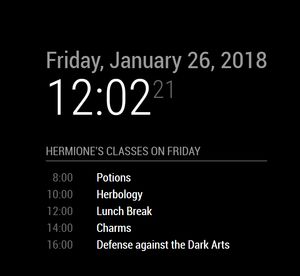 Friday, January 26, 2018
12:02 21
HERMIONE'S CLASSES ON FRIDAY
8:00 Potions
10:00 Herbology
12:00 Lunch Break
14:00 Charms
16:00 Defense against the Dark Arts